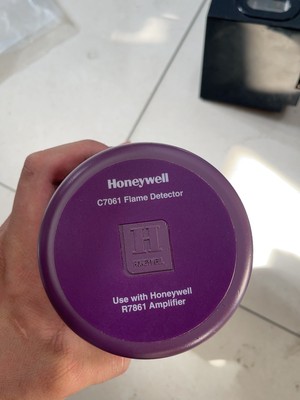 Honeywell
C7061 Flame Detector
H
Use with Honeywell
R7861 Amplifier